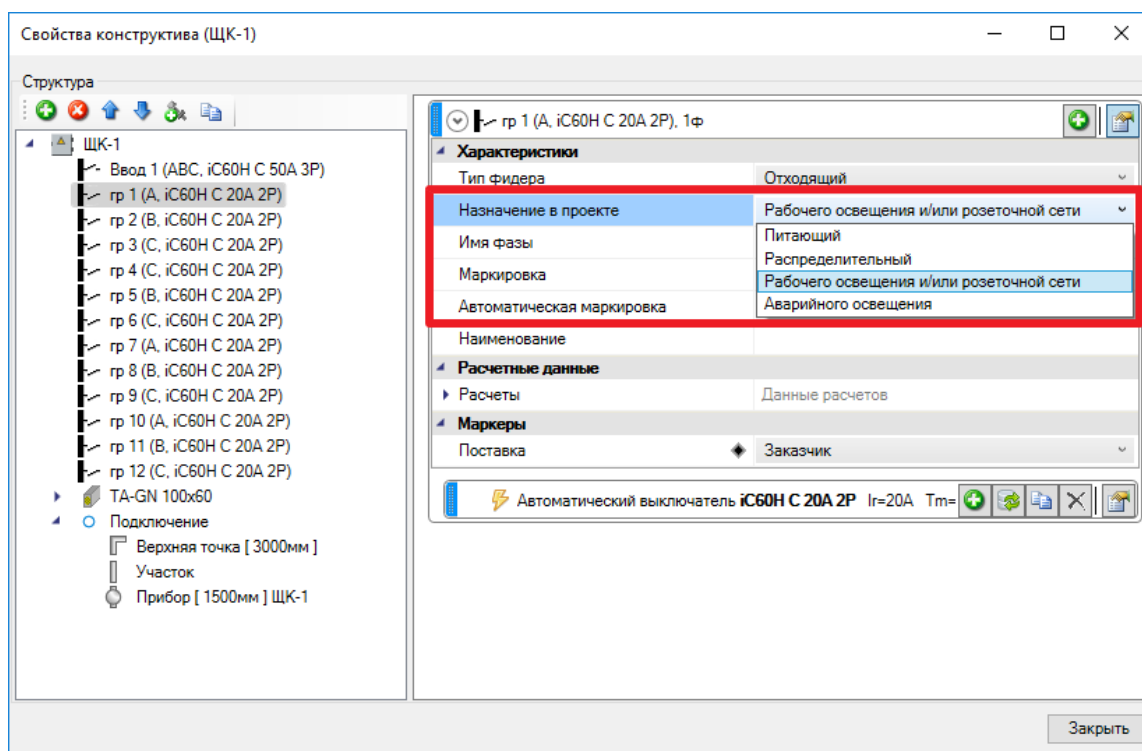 Свойства конструктива (ЩК-1)
Структура
ЩК-1
Ввод 1 (ABC, iC60H C 50A 3P)
гр 1 (A, iC60H C 20A 2P)
гр 2 (B, iC60H C 20A 2P)
гр 3 (C, iC60H C 20A 2P)
гр 4 (C, iC60H C 20A 2P)
гр 5 (B, iC60H C 20A 2P)
гр 6 (C, iC60H C 20A 2P)
гр 7 (A, iC60H C 20A 2P)
гр 8 (B, iC60H C 20A 2P)
гр 9 (C, iC60H C 20A 2P)
гр 10 (A, iC60H C 20A 2P)
гр 11 (B, iC60H C 20A 2P)
гр 12 (C, iC60H C 20A 2P)
TA-GN 100x60
Подключение
Верхняя точка [ 3000мм ]
Участок
Прибор [ 1500мм ] ЩК-1
гр 1 (A, iC60H C 20A 2P), 1ф
Характеристики
Тип фидера Отходящий
Назначение в проекте Рабочего освещения и/или розеточной сети
Питающий
Распределительный
Рабочего освещения и/или розеточной сети
Аварийного освещения
Имя фазы
Маркировка
Автоматическая маркировка
Наименование
Расчетные данные
Расчеты Данные расчетов
Маркеры
Поставка Заказчик
Автоматический выключатель iC60H C 20A 2P Ir=20A Tm=
Закрыть